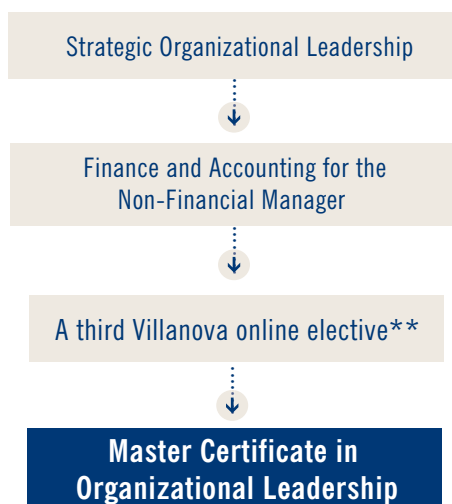 Strategic Organizational Leadership
Finance and Accounting for the
Non-Financial Manager
A third Villanova online elective**
Master Certificate in
Organizational Leadership